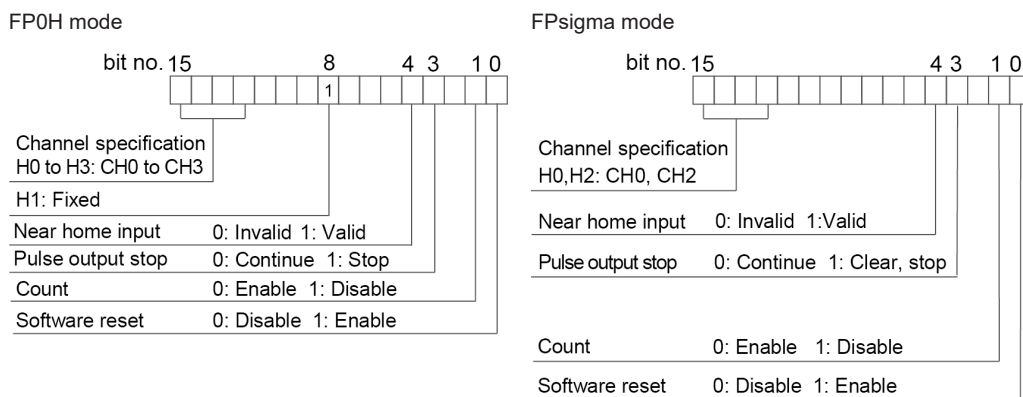 FP0H mode
bit no. 15 8 4 3 1 0
1
Channel specification
H0 to H3: CH0 to CH3
H1: Fixed
Near home input 0: Invalid 1: Valid
Pulse output stop 0: Continue 1: Stop
Count 0: Enable 1: Disable
Software reset 0: Disable 1: Enable
FPsigma mode
bit no. 15 4 3 1 0
Channel specification
H0,H2: CH0, CH2
Near home input 0: Invalid 1:Valid
Pulse output stop 0: Continue 1: Clear, stop
Count 0: Enable 1: Disable
Software reset 0: Disable 1: Enable